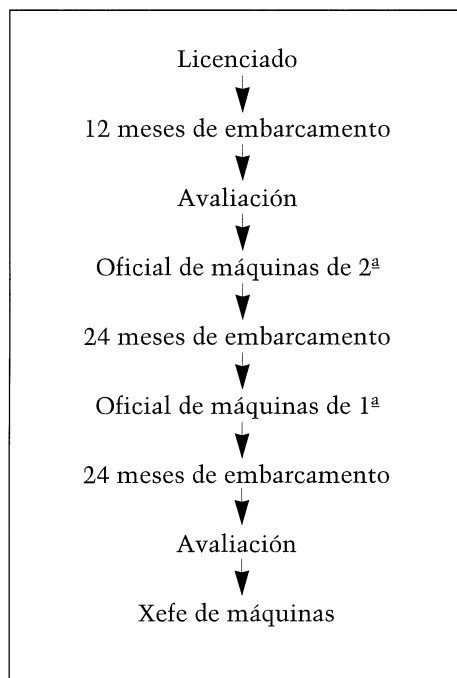 Licenciado
12 meses de embarcamento
Avaliación
Oficial de máquinas de 2ª
24 meses de embarcamento
Oficial de máquinas de 1ª
24 meses de embarcamento
Avaliación
Xefe de máquinas